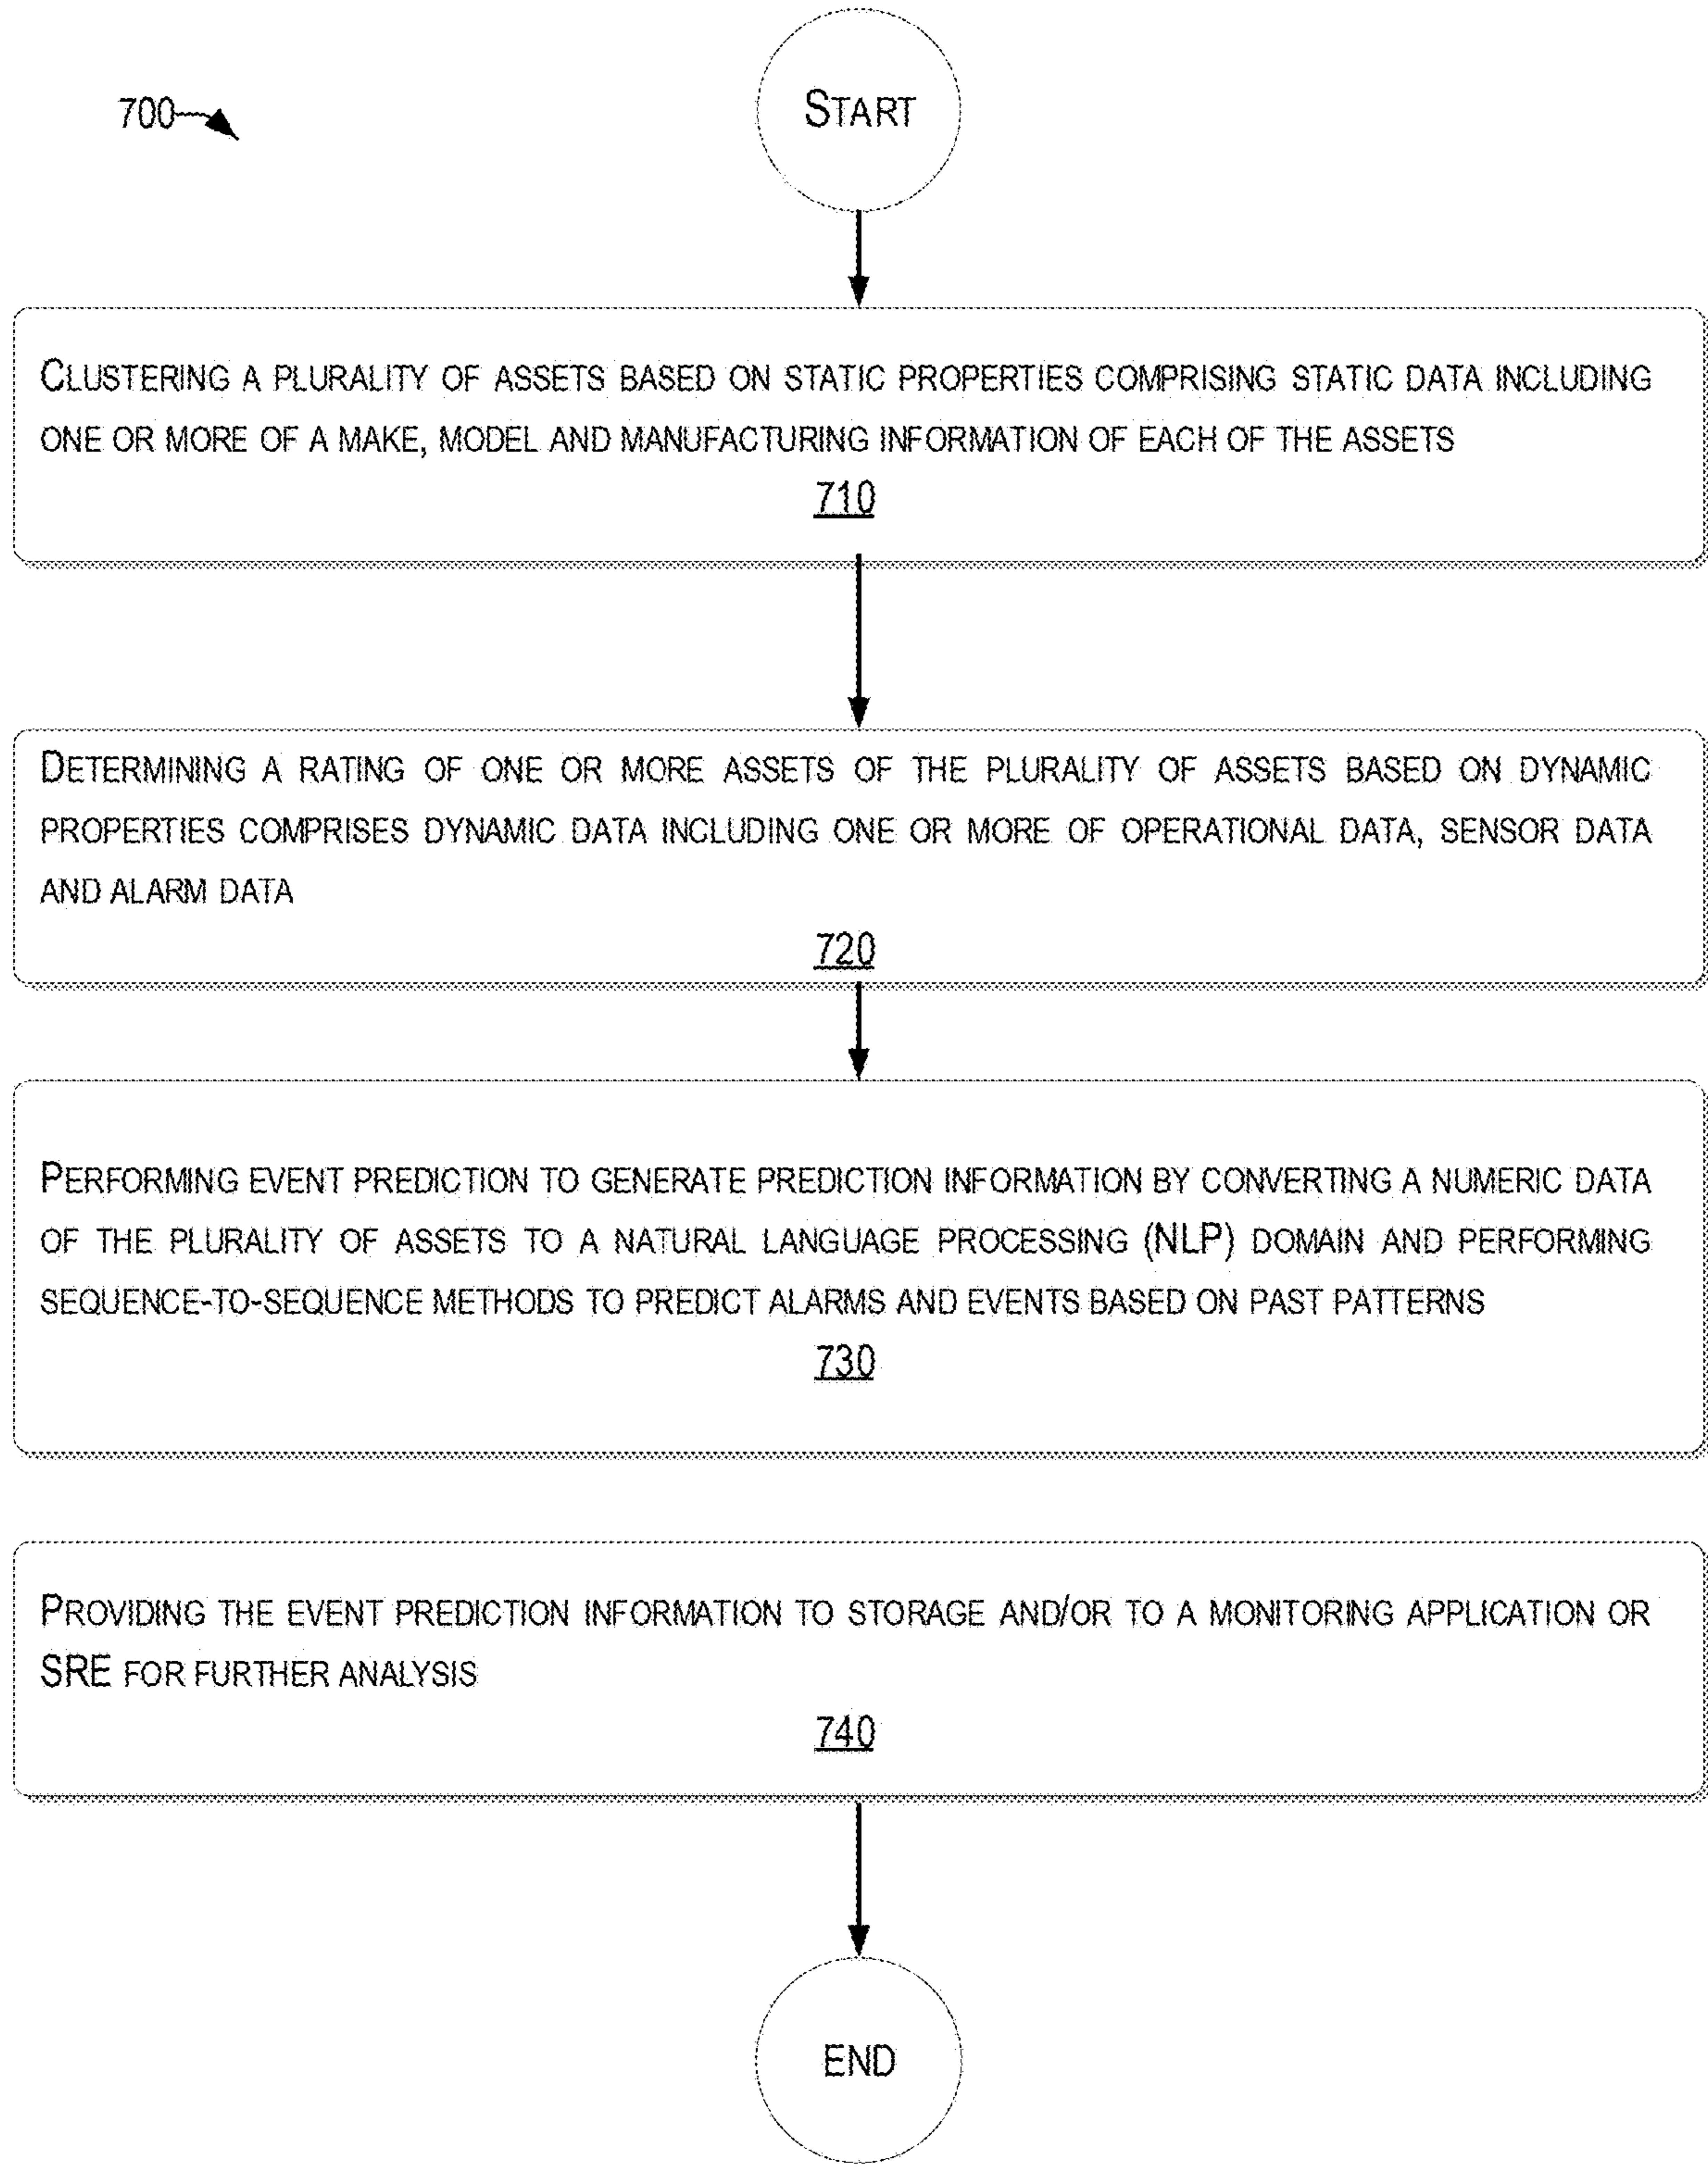 700
START
CLUSTERING A PLURALITY OF ASSETS BASED ON STATIC PROPERTIES COMPRISING STATIC DATA INCLUDING
ONE OR MORE OF A MAKE, MODEL AND MANUFACTURING INFORMATION OF EACH OF THE ASSETS
710
DETERMINING A RATING OF ONE OR MORE ASSETS OF THE PLURALITY OF ASSETS BASED ON DYNAMIC
PROPERTIES COMPRISES DYNAMIC DATA INCLUDING ONE OR MORE OF OPERATIONAL DATA, SENSOR DATA
AND ALARM DATA
720
PERFORMING EVENT PREDICTION TO GENERATE PREDICTION INFORMATION BY CONVERTING A NUMERIC DATA
OF THE PLURALITY OF ASSETS TO A NATURAL LANGUAGE PROCESSING (NLP) DOMAIN AND PERFORMING
SEQUENCE-TO-SEQUENCE METHODS TO PREDICT ALARMS AND EVENTS BASED ON PAST PATTERNS
730
PROVIDING THE EVENT PREDICTION INFORMATION TO STORAGE AND/OR TO A MONITORING APPLICATION OR
SRE FOR FURTHER ANALYSIS
740
END